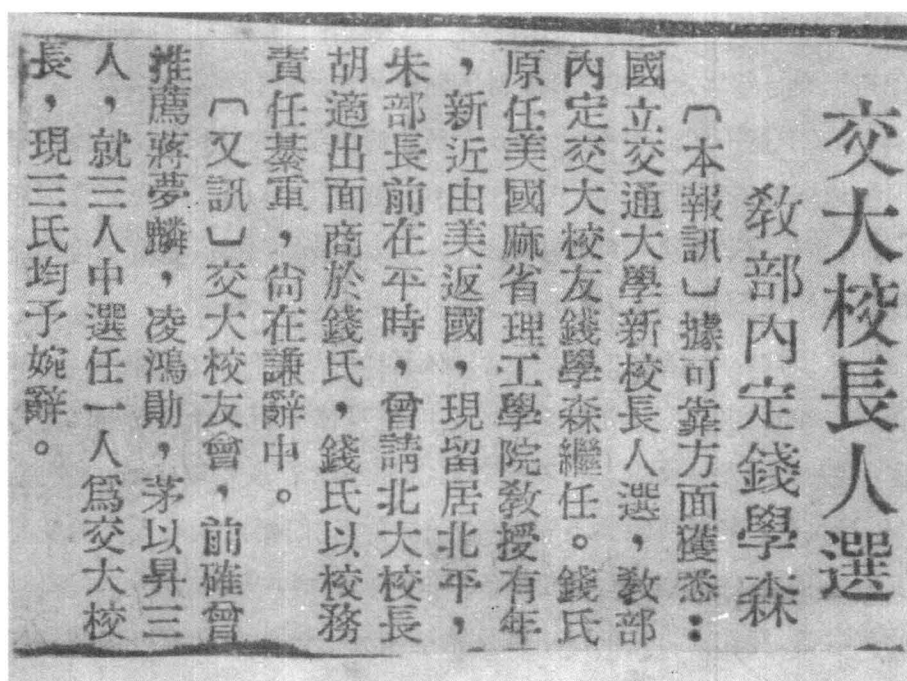 交大校長人選
教部內定錢學森
〔本報訊〕據可靠方面獲悉：
國立交通大學新校長人選，教部
內定交大校友錢學森繼任。錢氏
原任美國麻省理工學院教授有年
，新近由美返國，現留居北平，
朱部長前在平時，曾請北大校長
胡適出面商於錢氏，錢氏以校務
責任綦重，尙在謙辭中。
〔又訊〕交大校友會，前確曾
推薦蔣夢麟，凌鴻勛，茅以昇三
人，就三人中選任一人爲交大校
長，現三氏均予婉辭。